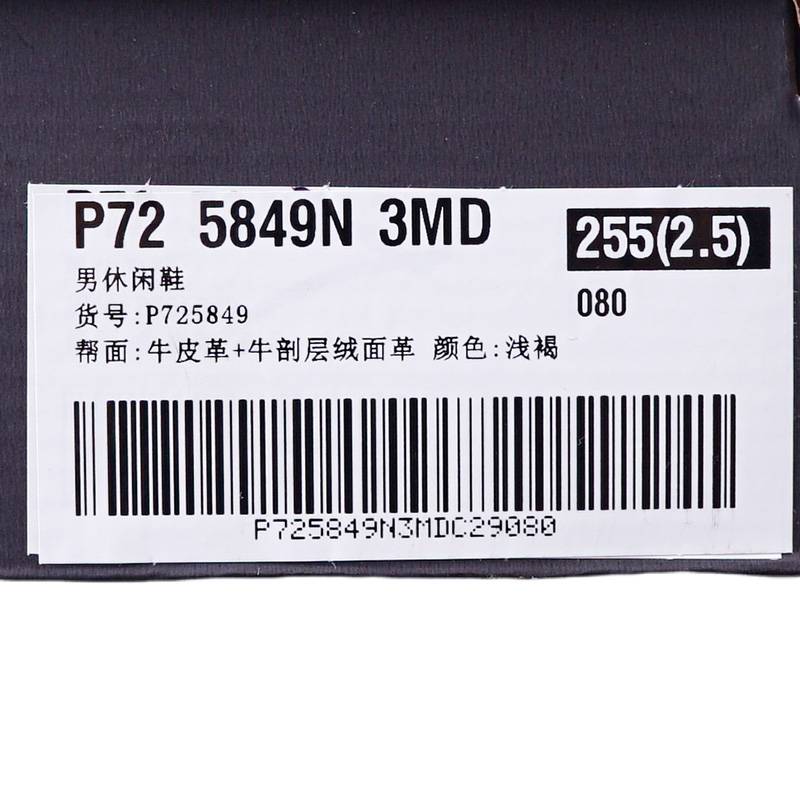 P72 5849N 3MD
255(2.5)
男休闲鞋
080
货号:P725849
帮面:牛皮革+牛剖层绒面革 颜色:浅褐
P725849N3MDC29080